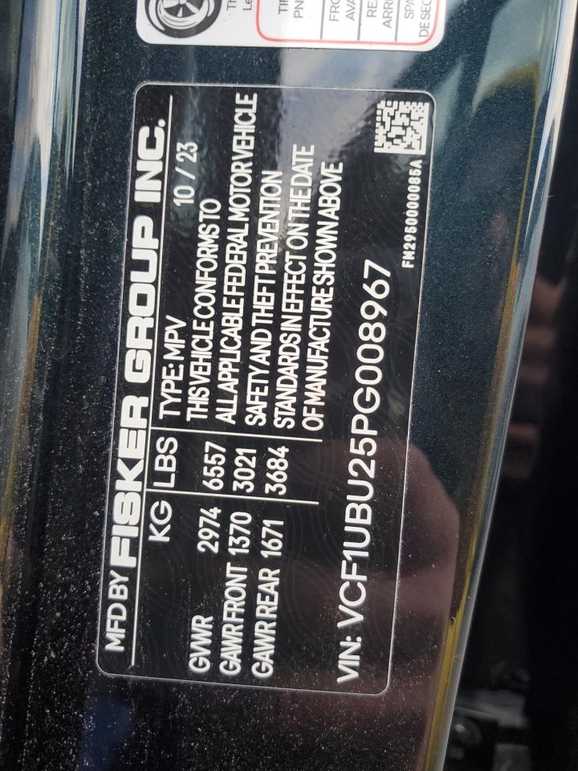 MFD BY FISKER GROUP INC.
KG LBS TYPE: MPV 10 / 23
GVWR 2974 6557 THIS VEHICLE CONFORMS TO
ALL APPLICABLE FEDERAL MOTOR VEHICLE
GAWR FRONT 1370 3021 SAFETY AND THEFT PREVENTION
GAWR REAR 1671 3684 STANDARDS IN EFFECT ON THE DATE
OF MANUFACTURE SHOWN ABOVE
VIN: VCF1UBU25PG008967
FM2950000085A